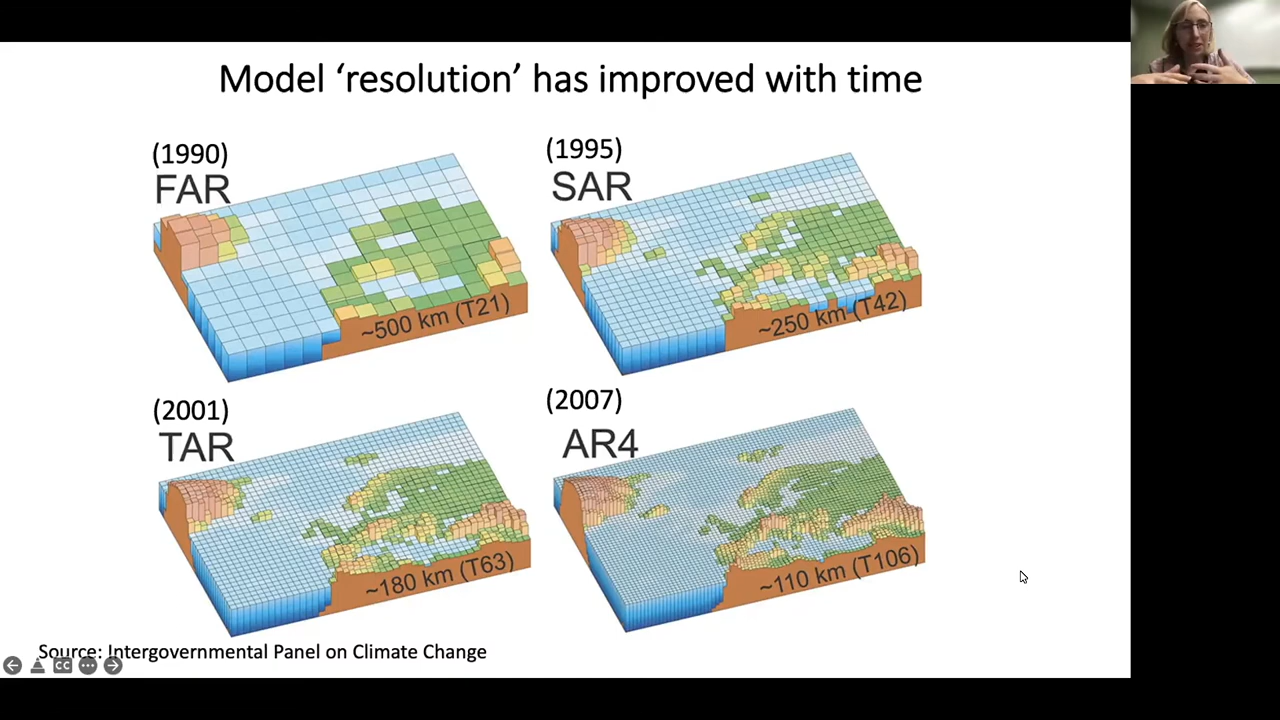 Model ‘resolution’ has improved with time
(1990)
FAR
~500 km (T21)
(1995)
SAR
~250 km (T42)
(2001)
TAR
~180 km (T63)
(2007)
AR4
~110 km (T106)
Source: Intergovernmental Panel on Climate Change
CC